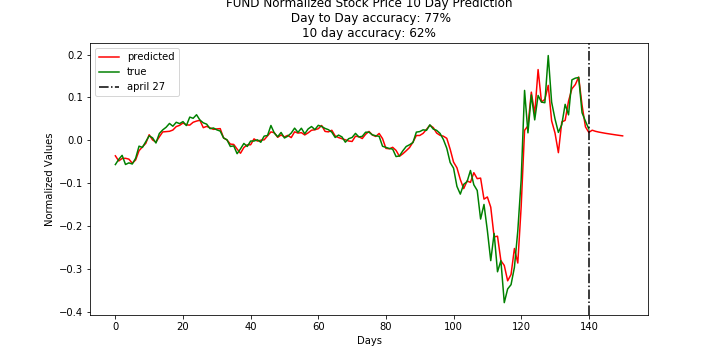 FUND Normalized Stock Price 10 Day Prediction
Day to Day accuracy: 77%
10 day accuracy: 62%
predicted
true
april 27
Normalized Values
0.2
0.1
0.0
−0.1
−0.2
−0.3
−0.4
0 20 40 60 80 100 120 140
Days